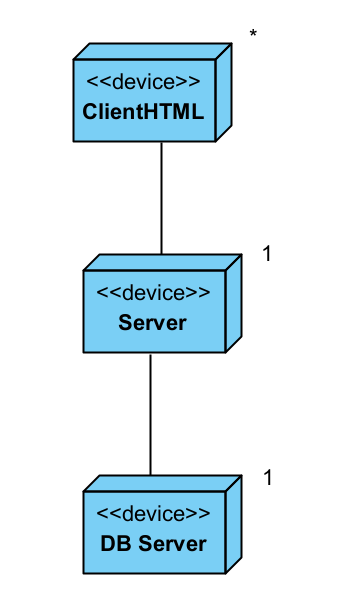 *
<<device>>
ClientHTML
1
<<device>>
Server
1
<<device>>
DB Server